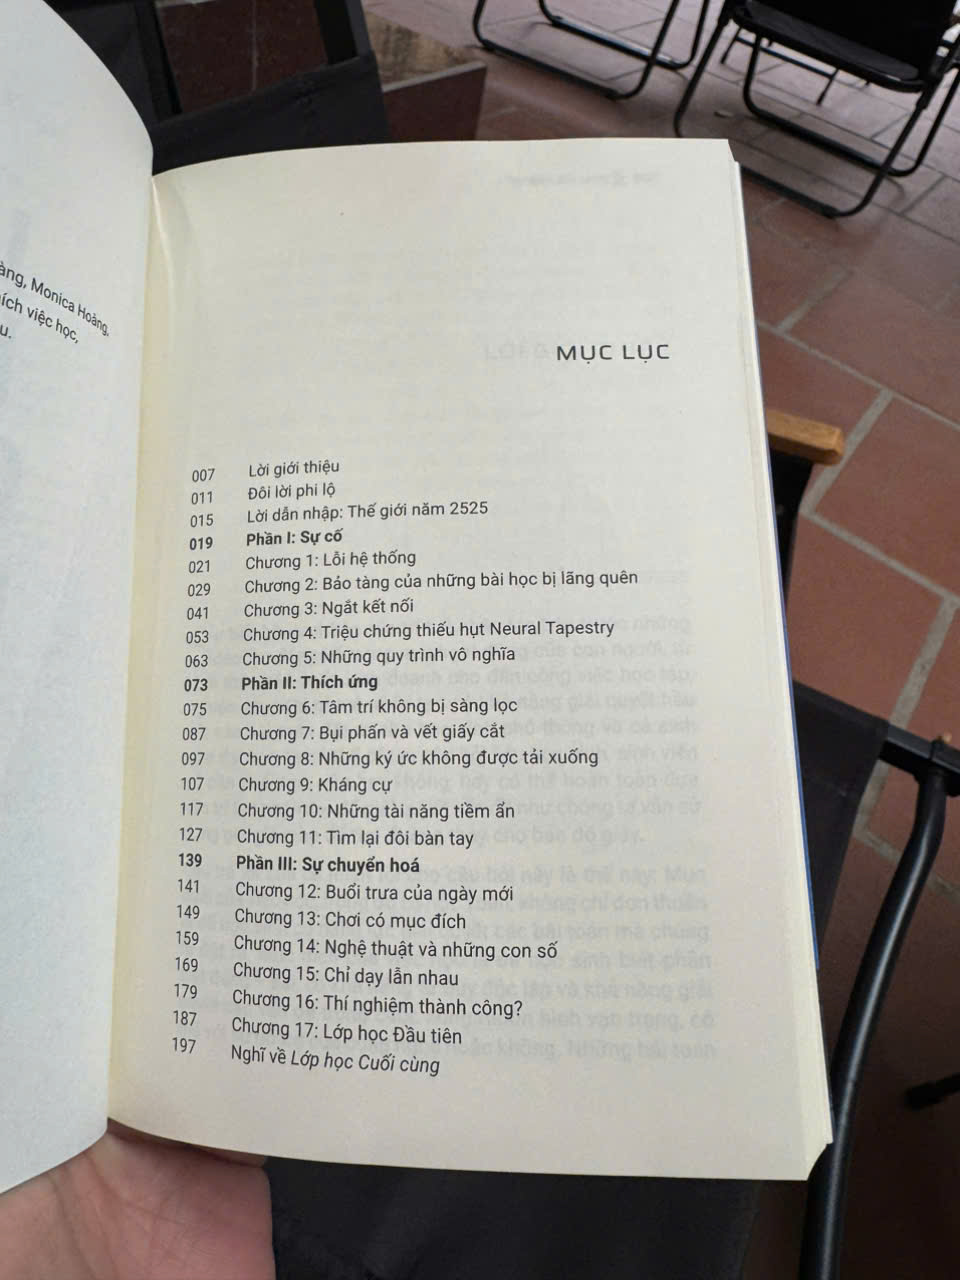 àng, Monica Hoàng.
ích việc học,
u.
MỤC LỤC
007 Lời giới thiệu
011 Đôi lời phi lộ
015 Lời dẫn nhập: Thế giới năm 2525
019 Phần I: Sự cố
021 Chương 1: Lỗi hệ thống
029 Chương 2: Bảo tàng của những bài học bị lãng quên
041 Chương 3: Ngắt kết nối
053 Chương 4: Triệu chứng thiếu hụt Neural Tapestry
063 Chương 5: Những quy trình vô nghĩa
073 Phần II: Thích ứng
075 Chương 6: Tâm trí không bị sàng lọc
087 Chương 7: Bụi phấn và vết giấy cắt
097 Chương 8: Những ký ức không được tải xuống
107 Chương 9: Kháng cự
117 Chương 10: Những tài năng tiềm ẩn
127 Chương 11: Tìm lại đôi bàn tay
139 Phần III: Sự chuyển hoá
141 Chương 12: Buổi trưa của ngày mới
149 Chương 13: Chơi có mục đích
159 Chương 14: Nghệ thuật và những con số
169 Chương 15: Chỉ dạy lẫn nhau
179 Chương 16: Thí nghiệm thành công?
187 Chương 17: Lớp học Đầu tiên
197 Nghĩ về Lớp học Cuối cùng